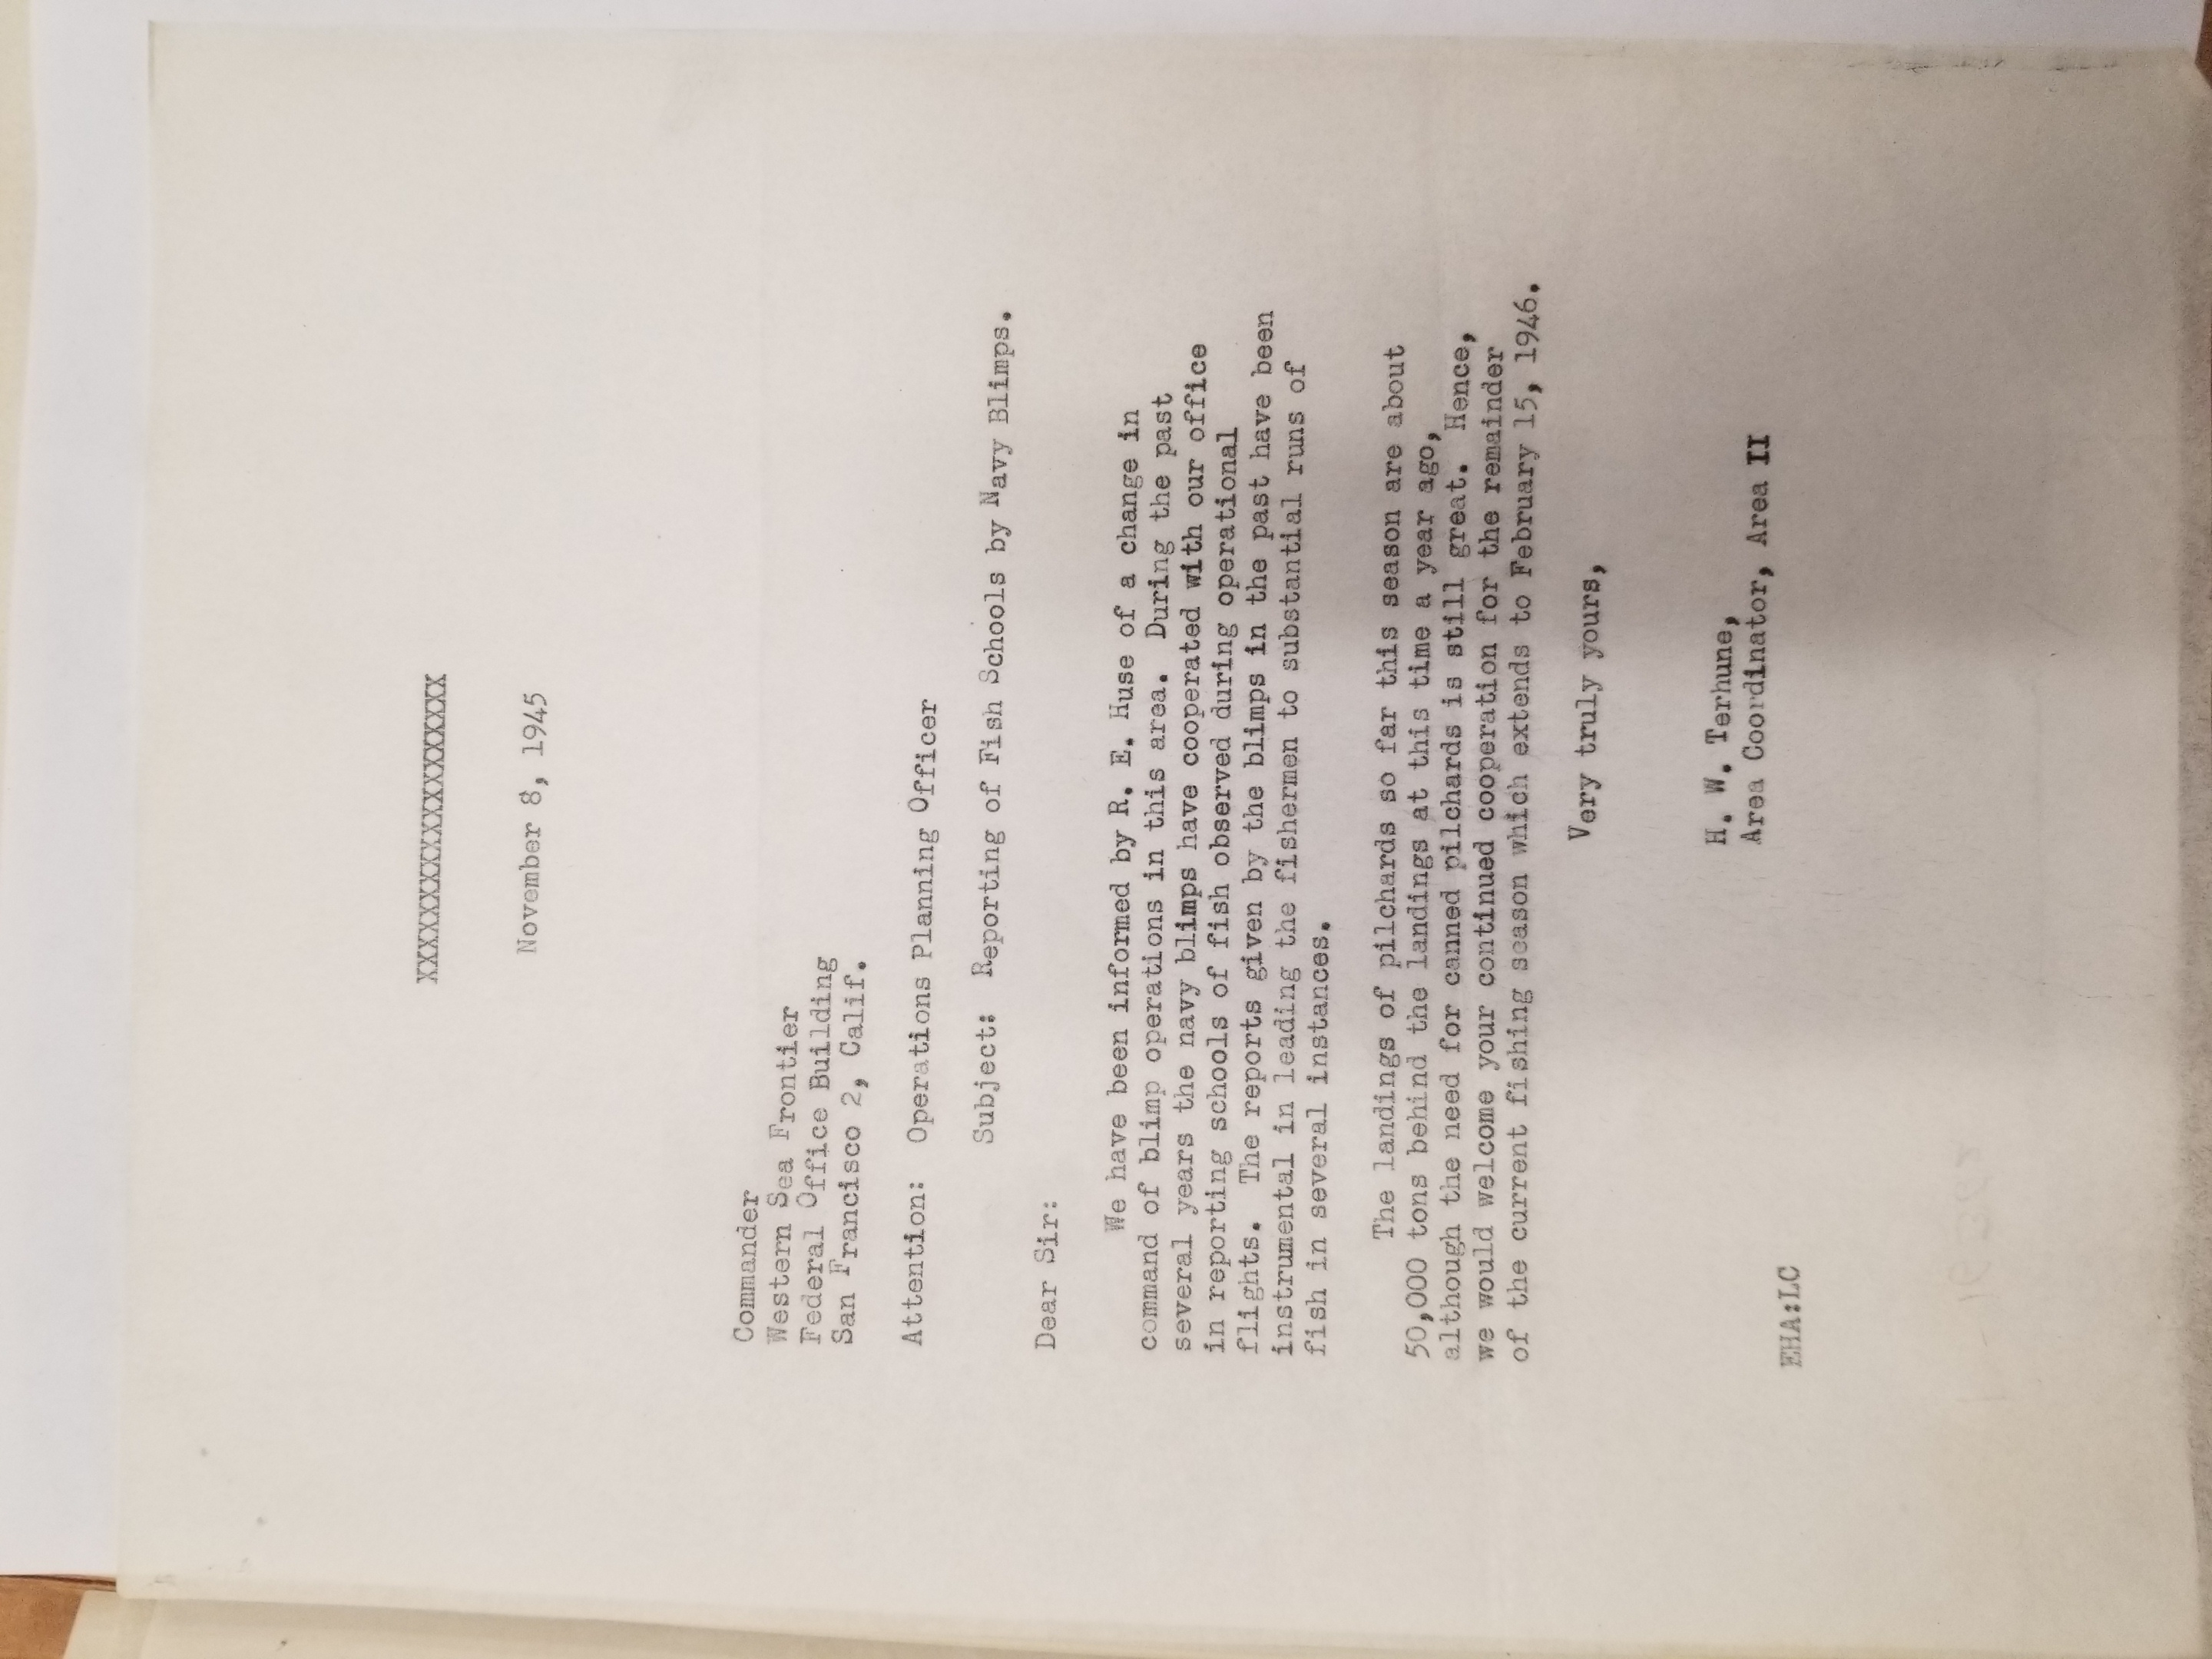 XXXXXXXXXXXXXXXXXXXXXXX
November 8, 1945
Commander
Western Sea Frontier
Federal Office Building
San Francisco 2, Calif.
Attention: Operations Planning Officer
Subject: Reporting of Fish Schools by Navy Blimps.
Dear Sir:
We have been informed by R. E. Huse of a change in
command of blimp operations in this area. During the past
several years the navy blimps have cooperated with our office
in reporting schools of fish observed during operational
flights. The reports given by the blimps in the past have been
instrumental in leading the fishermen to substantial runs of
fish in several instances.
The landings of pilchards so far this season are about
50,000 tons behind the landings at this time a year ago,
although the need for canned pilchards is still great. Hence,
we would welcome your continued cooperation for the remainder
of the current fishing season which extends to February 15, 1946.
Very truly yours,
H. W. Terhune,
Area Coordinator, Area II
EHA:LC